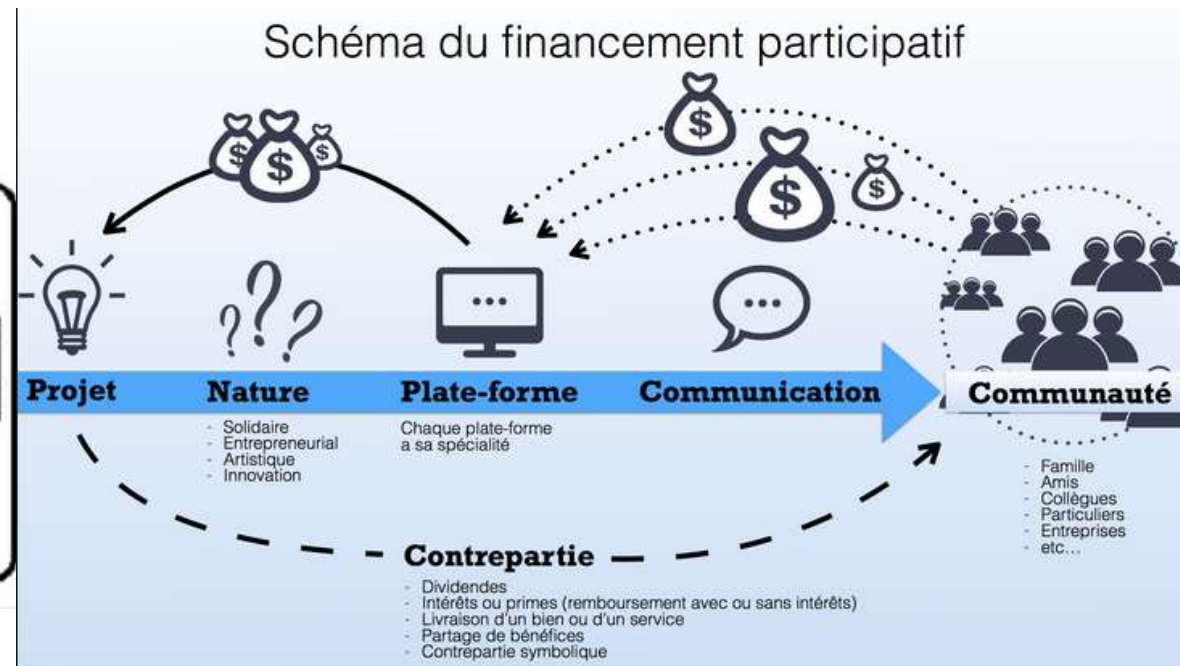 Schéma du financement participatif
$ $ $
$
$
$
...
...
? ? ?
Projet
Nature
Plate-forme
Communication
Communauté
- Solidaire
- Entrepreneurial
- Artistique
- Innovation
Chaque plate-forme
a sa spécialité
- Famille
- Amis
- Collègues
- Particuliers
- Entreprises
- etc...
Contrepartie
- Dividendes
- Intérêts ou primes (remboursement avec ou sans intérêts)
- Livraison d'un bien ou d'un service
- Partage de bénéfices
- Contrepartie symbolique